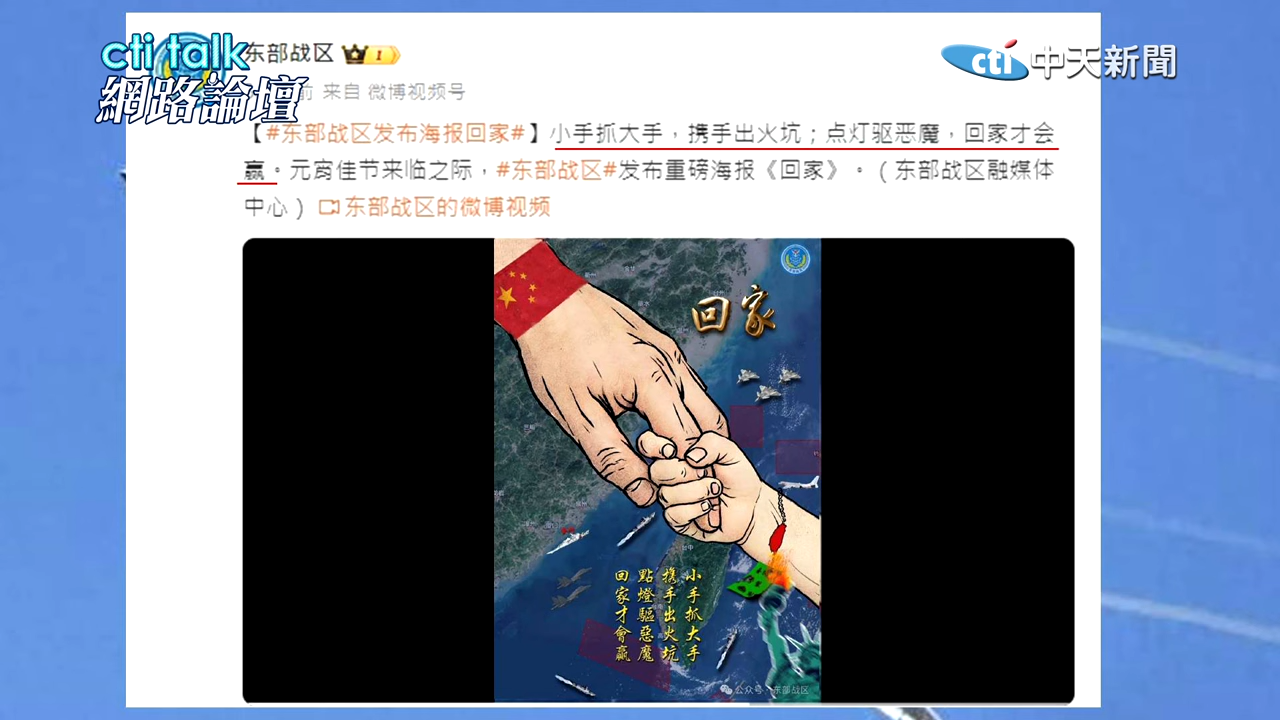 cti talk
網路論壇
cti 中天新聞
东部战区
前 来自 微博视频号
【#东部战区发布海报回家#】小手抓大手，携手出火坑；点灯驱恶魔，回家才会
赢。元宵佳节来临之际，#东部战区#发布重磅海报《回家》。（东部战区融媒体
中心）东部战区的微博视频
回家
小手抓大手
携手出火坑
點燈驅惡魔
回家才會贏
公众号·东部战区